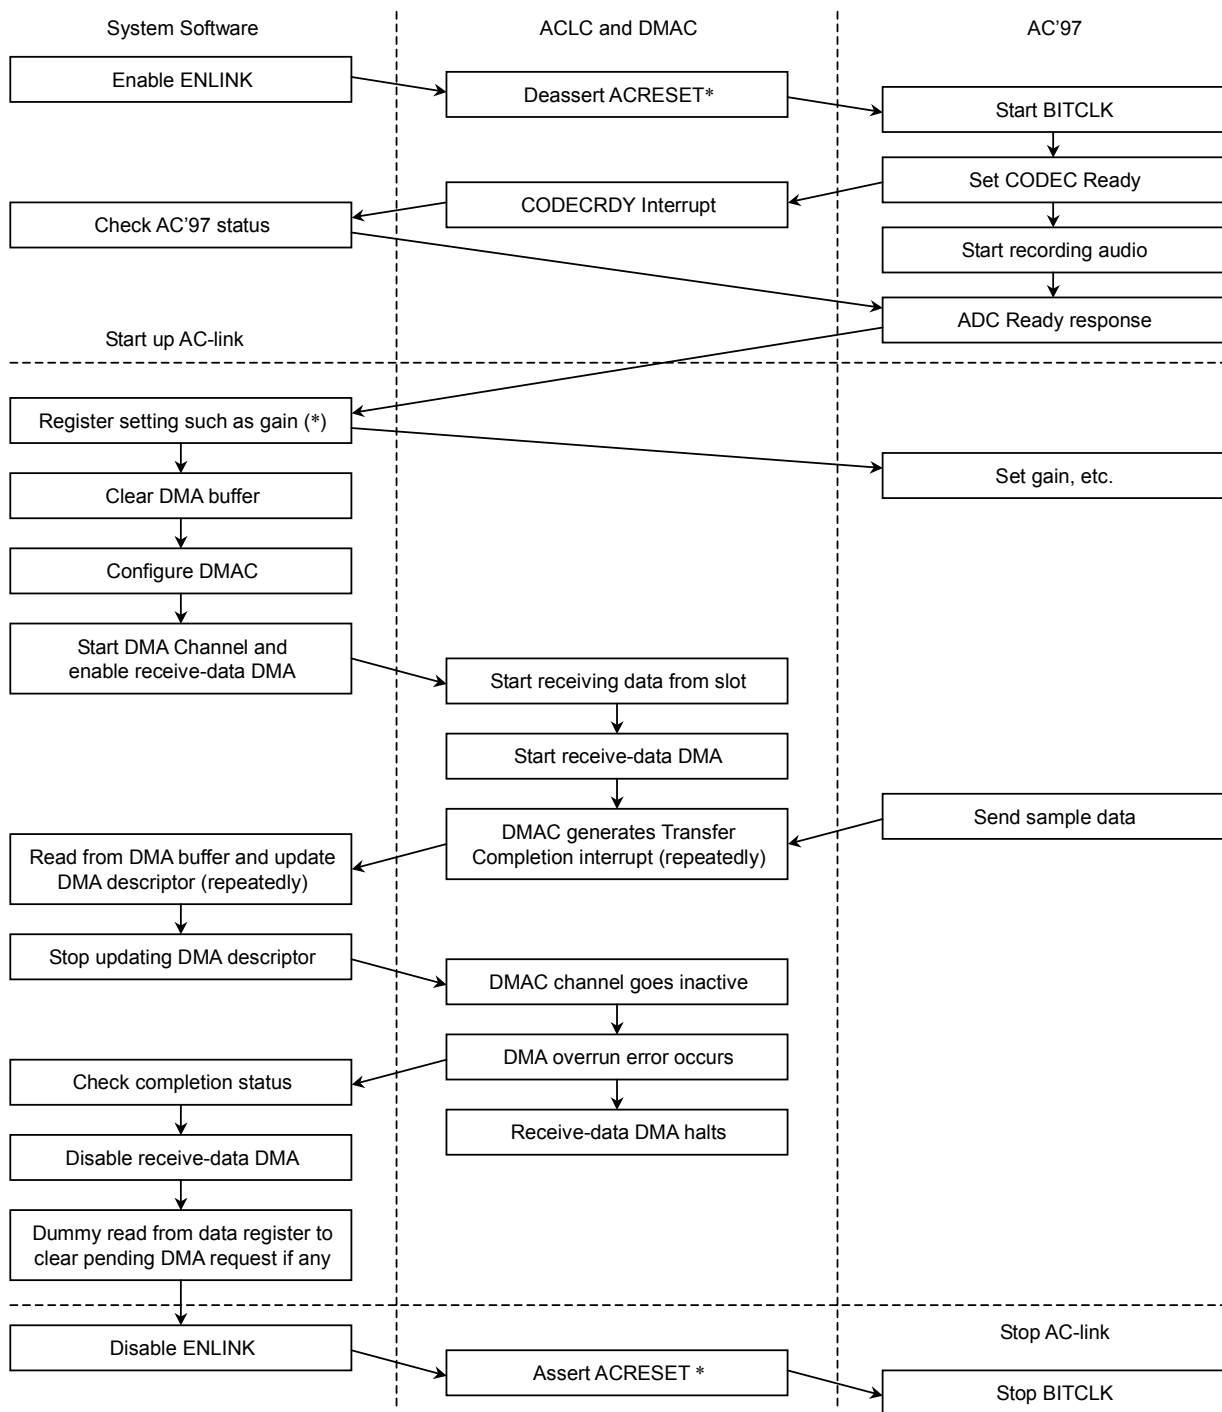 System Software
ACLC and DMAC
AC’97
Enable ENLINK
Deassert ACRESET*
Start BITCLK
Set CODEC Ready
CODECRDY Interrupt
Check AC’97 status
Start recording audio
ADC Ready response
Start up AC-link
Register setting such as gain (*)
Set gain, etc.
Clear DMA buffer
Configure DMAC
Start DMA Channel and
enable receive-data DMA
Start receiving data from slot
Start receive-data DMA
Send sample data
DMAC generates Transfer
Completion interrupt (repeatedly)
Read from DMA buffer and update
DMA descriptor (repeatedly)
Stop updating DMA descriptor
DMAC channel goes inactive
DMA overrun error occurs
Check completion status
Receive-data DMA halts
Disable receive-data DMA
Dummy read from data register to
clear pending DMA request if any
Stop AC-link
Disable ENLINK
Assert ACRESET *
Stop BITCLK